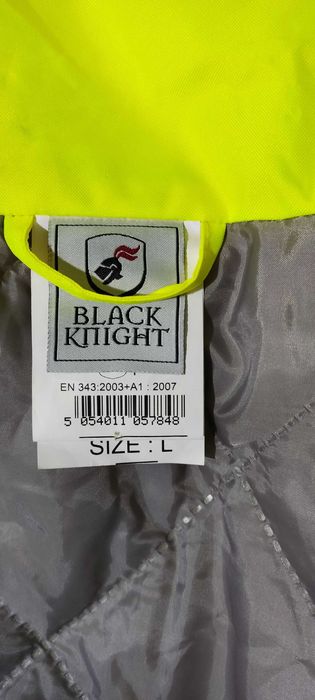 BLACK
KNIGHT
EN 343:2003+A1 : 2007
5 054011 057848
SIZE : L